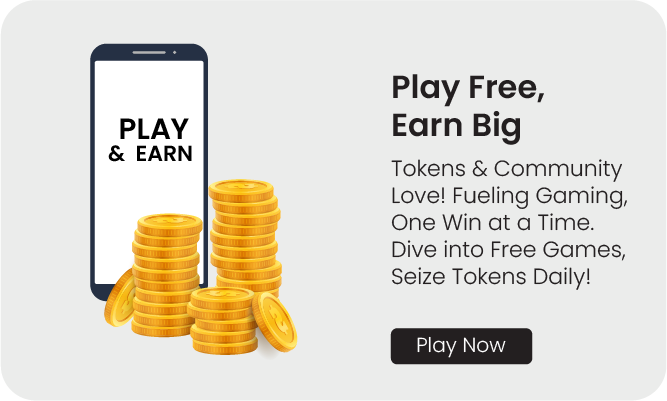 PLAY
& EARN
Play Free,
Earn Big
Tokens & Community
Love! Fueling Gaming,
One Win at a Time.
Dive into Free Games,
Seize Tokens Daily!
Play Now